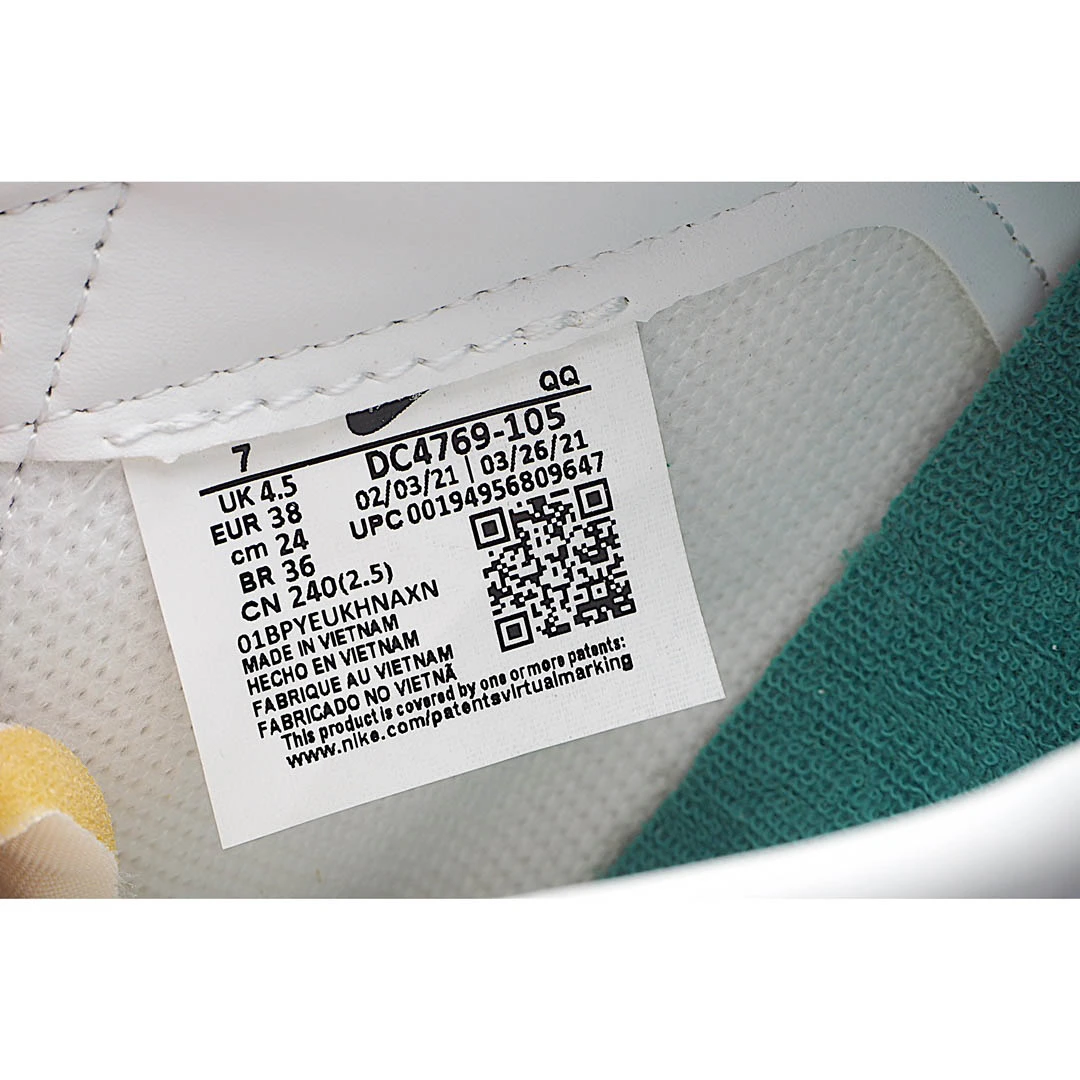 7 QQ
UK 4.5 DC4769-105
EUR 38 02/03/21 | 03/26/21
cm 24 UPC 00194956809647
BR 36
CN 240(2.5)
01BPYEUKHNAXN
MADE IN VIETNAM
HECHO EN VIETNAM
FABRIQUE AU VIETNAM
FABRICADO NO VIETNÃ
This product is covered by one or more patents:
www.nike.com/patentsvirtualmarking